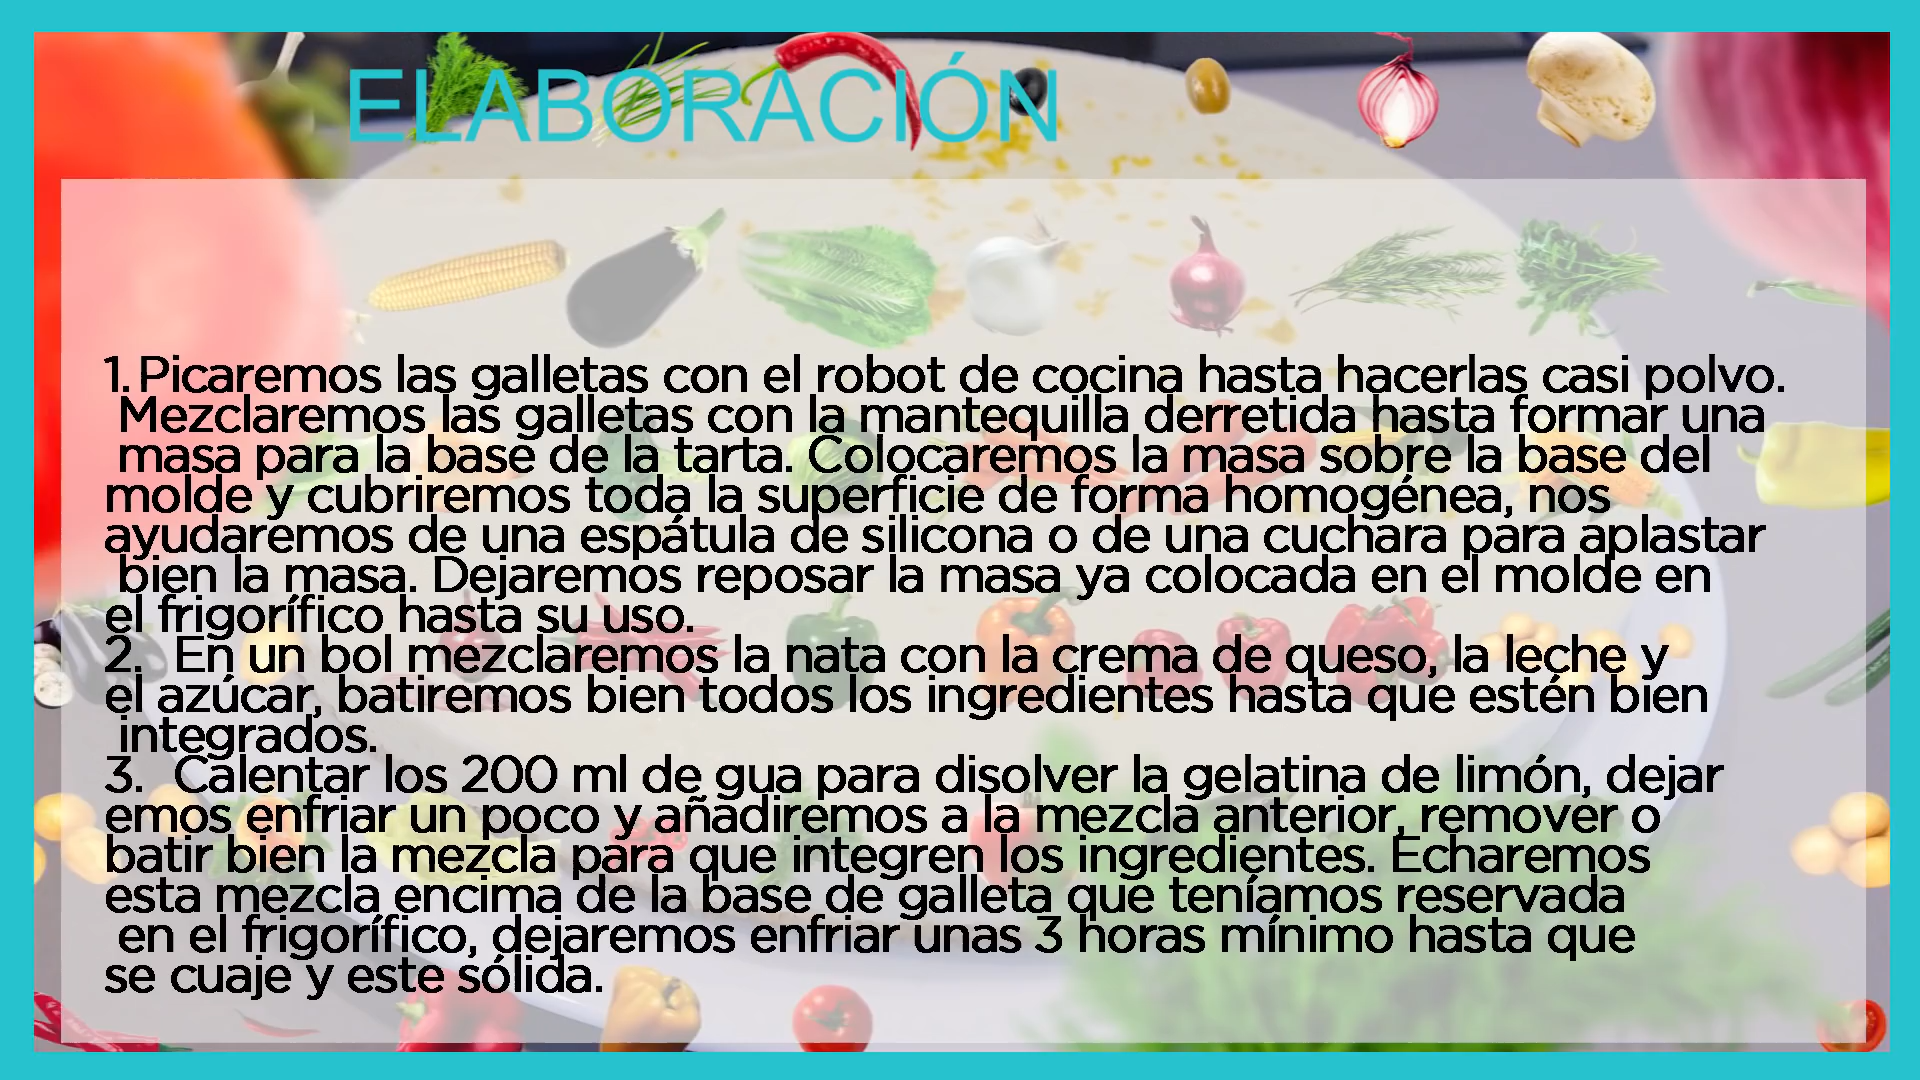 ELABORACIÓN
1. Picaremos las galletas con el robot de cocina hasta hacerlas casi polvo.
Mezclaremos las galletas con la mantequilla derretida hasta formar una
masa para la base de la tarta. Colocaremos la masa sobre la base del
molde y cubriremos toda la superficie de forma homogénea, nos
ayudaremos de una espátula de silicona o de una cuchara para aplastar
bien la masa. Dejaremos reposar la masa ya colocada en el molde en
el frigorífico hasta su uso.
2. En un bol mezclaremos la nata con la crema de queso, la leche y
el azúcar, batiremos bien todos los ingredientes hasta que estén bien
integrados.
3. Calentar los 200 ml de gua para disolver la gelatina de limón, dejar
emos enfriar un poco y añadiremos a la mezcla anterior, remover o
batir bien la mezcla para que integren los ingredientes. Echaremos
esta mezcla encima de la base de galleta que teníamos reservada
en el frigorífico, dejaremos enfriar unas 3 horas mínimo hasta que
se cuaje y este sólida.